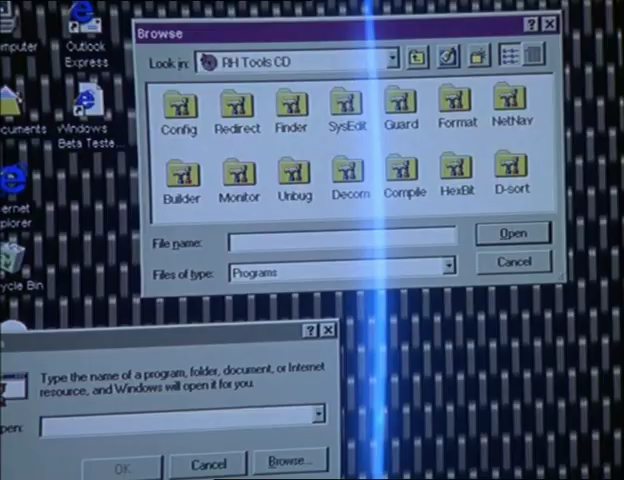 Browse
Look in: RH Tools CD
Config Redirect Finder SysEdit Guard Format NetNav
Builder Monitor Unbug Decom Compile HexBit D-sort
File name:
Open
Files of type: Programs
Cancel
mputer
Outlook
Express
cuments
Windows
Beta Teste...
ernet
plorer
ycle Bin
Type the name of a program, folder, document, or Internet
resource, and Windows will open it for you.
pen:
OK Cancel Browse...